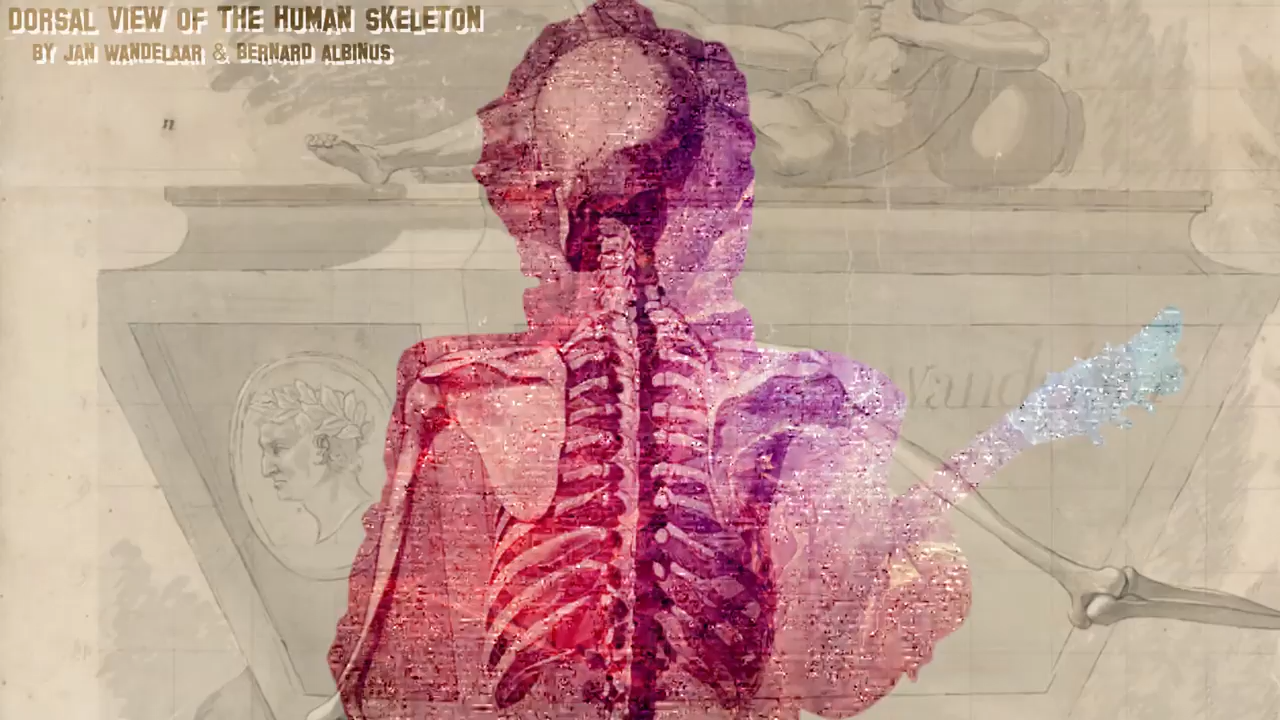 DORSAL VIEW OF THE HUMAN SKELETON
BY JAN WANDELAAR & BERNARD ALBINUS
n